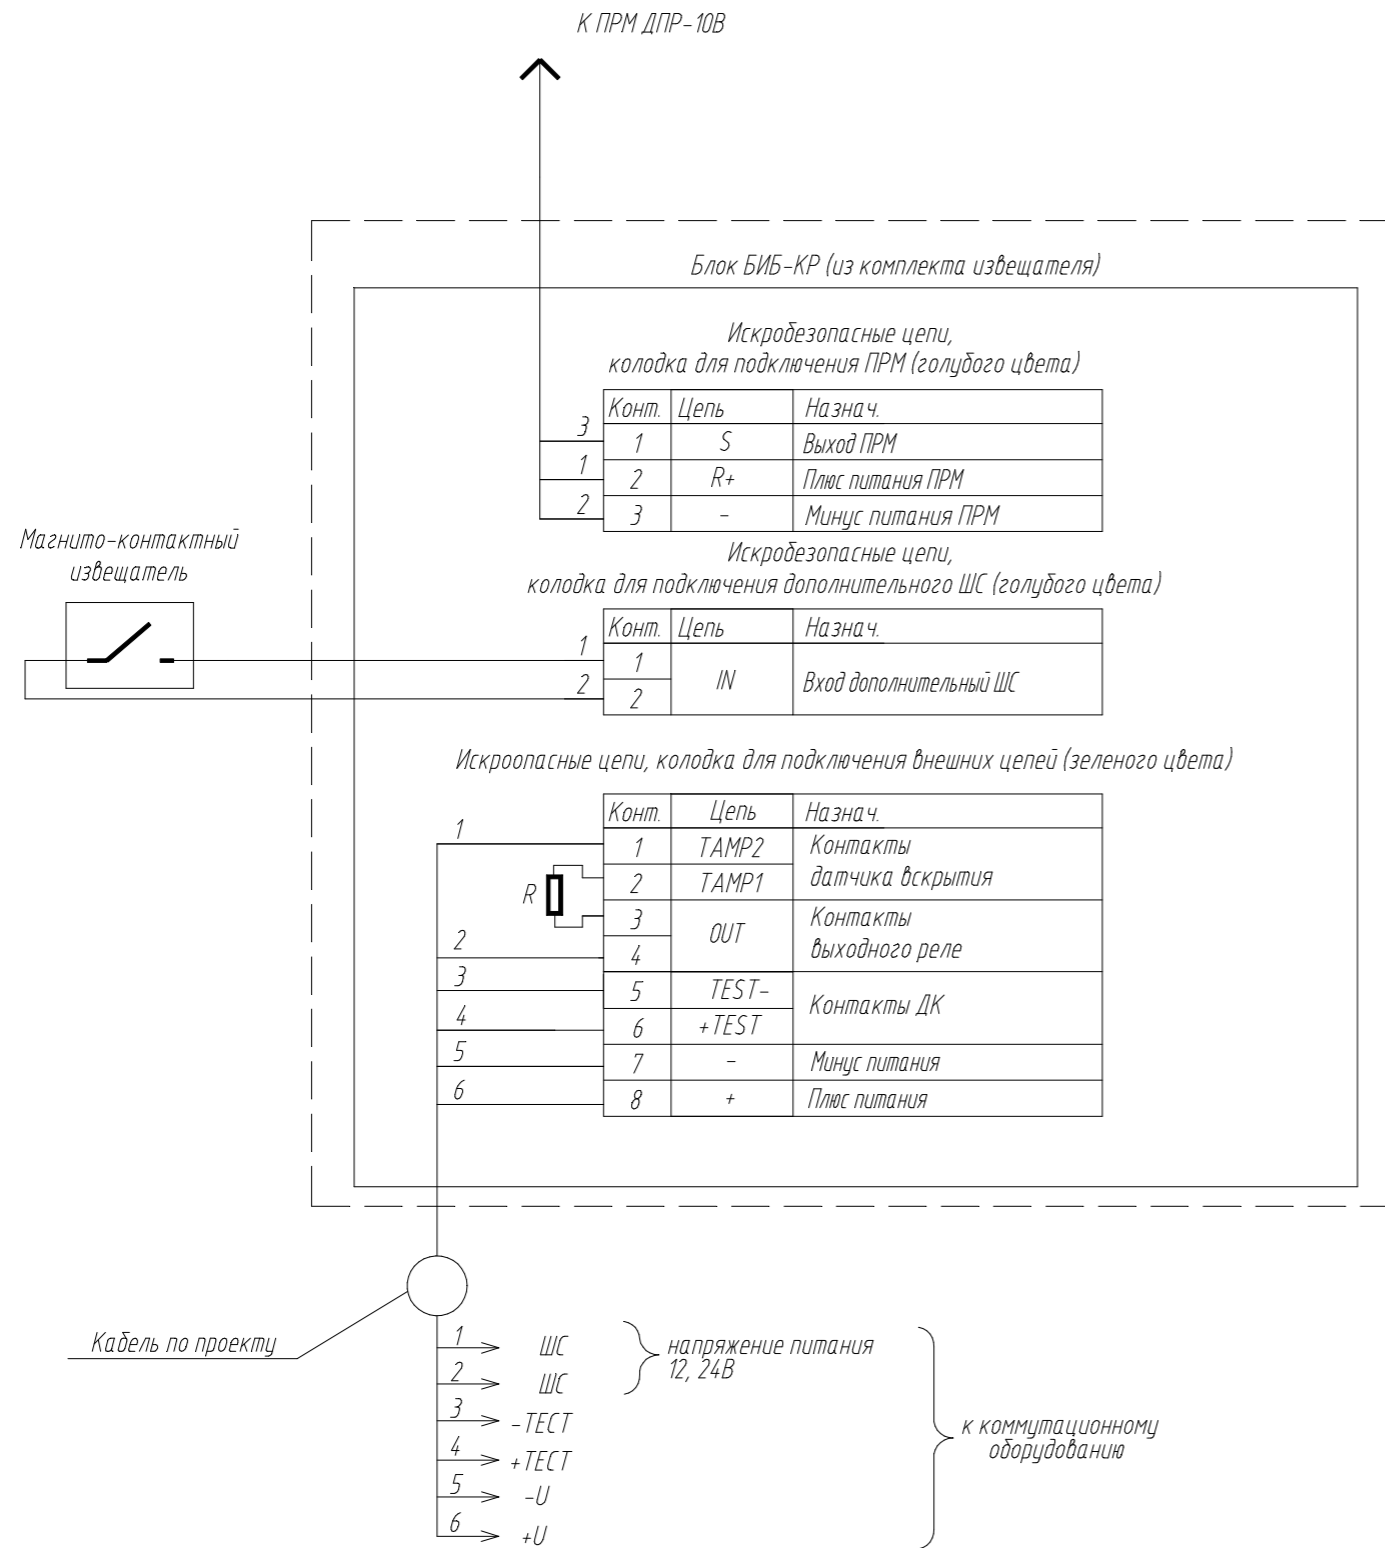 К ПРМ ДПР-10В
Блок БИБ-КР (из комплекта извещателя)
Искробезопасные цепи,
колодка для подключения ПРМ (голубого цвета)
Конт. Цепь Назнач.
3
1 S Выход ПРМ
1
2 R+ Плюс питания ПРМ
2
3 - Минус питания ПРМ
Магнито-контактный
извещатель
Искробезопасные цепи,
колодка для подключения дополнительного ШС (голубого цвета)
Конт. Цепь Назнач.
1
1
IN Вход дополнительный ШС
2
2
Искроопасные цепи, колодка для подключения внешних цепей (зеленого цвета)
Конт. Цепь Назнач.
1
1 TAMP2 Контакты
2 TAMP1 датчика вскрытия
R
3 OUT Контакты
2
4 выходного реле
3
5 TEST- Контакты ДК
4
6 +TEST
5
7 - Минус питания
6
8 + Плюс питания
Кабель по проекту
1 ШС
2 ШС
напряжение питания
12, 24В
3 -ТЕСТ
4 +ТЕСТ
5 -U
6 +U
к коммутационному
оборудованию